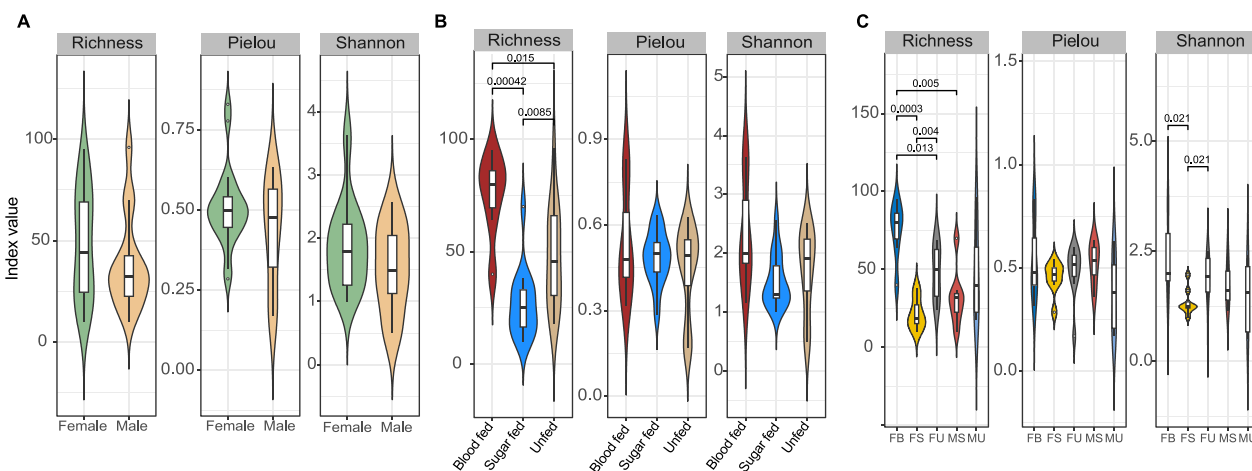 A
B
C
Richness
Pielou
Shannon
Richness
Pielou
Shannon
Richness
Pielou
Shannon
Index value
100
50
0
0.75
0.50
0.25
0.00
4
3
2
1
0
Female Male
Female Male
Female Male
0.015
0.00042
0.0085
100
50
0
0.9
0.6
0.3
0.0
5
4
3
2
1
0
Blood fed
Sugar fed
Unfed
Blood fed
Sugar fed
Unfed
Blood fed
Sugar fed
Unfed
0.005
0.0003
0.004
0.013
150
100
50
0
1.5
1.0
0.5
0.0
0.021
0.021
5.0
2.5
0.0
FB FS FU MS MU
FB FS FU MS MU
FB FS FU MS MU